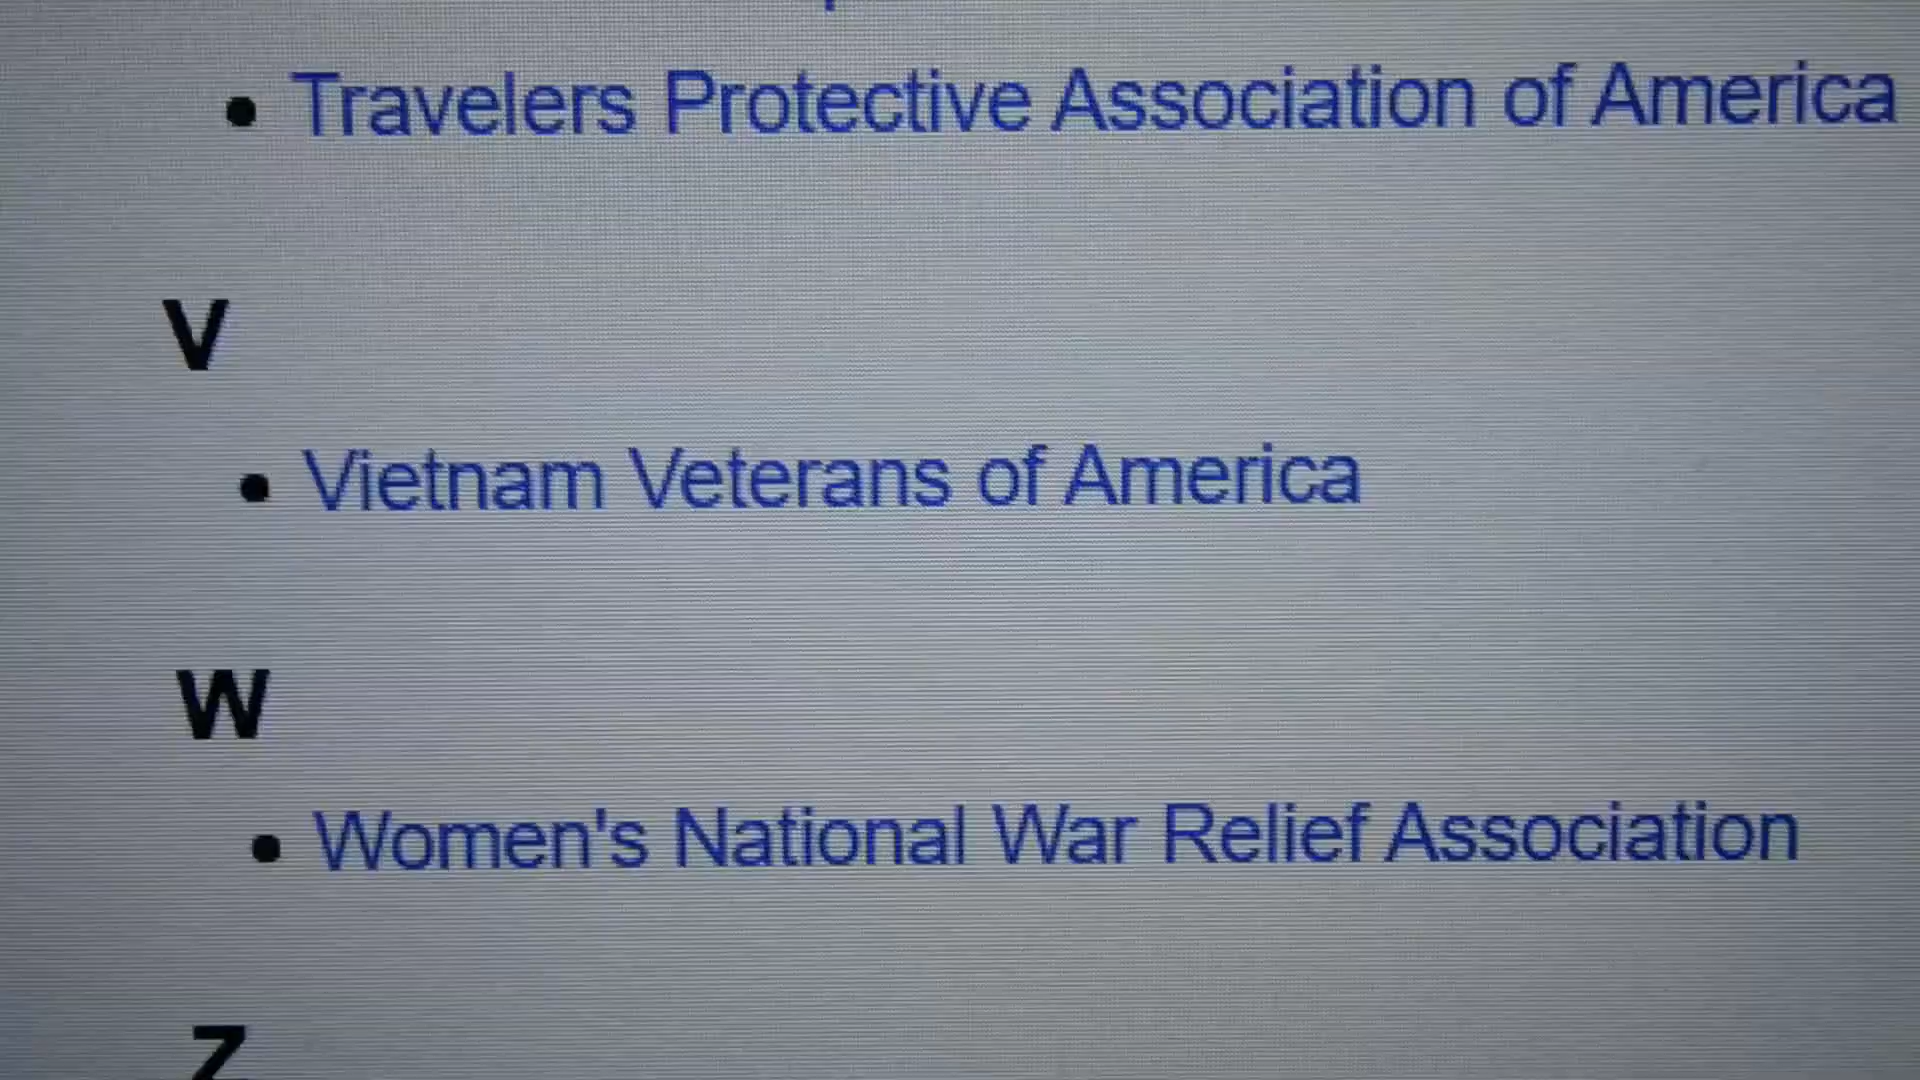 • Travelers Protective Association of America
V
• Vietnam Veterans of America
W
• Women's National War Relief Association
Z